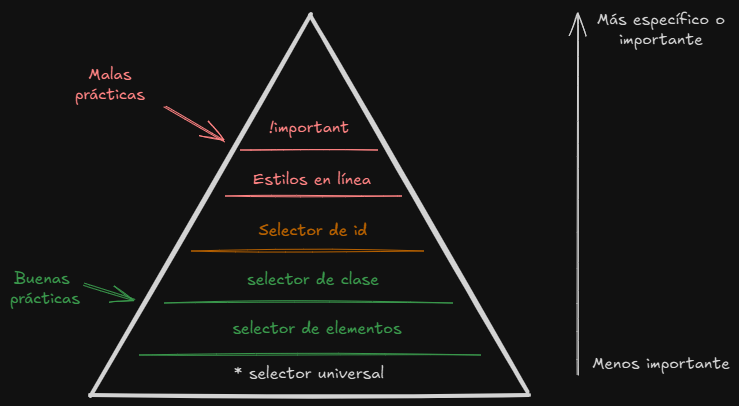 Más específico o
importante
Malas
prácticas
!important
Estilos en línea
Selector de id
Buenas
prácticas
selector de clase
selector de elementos
* selector universal
Menos importante